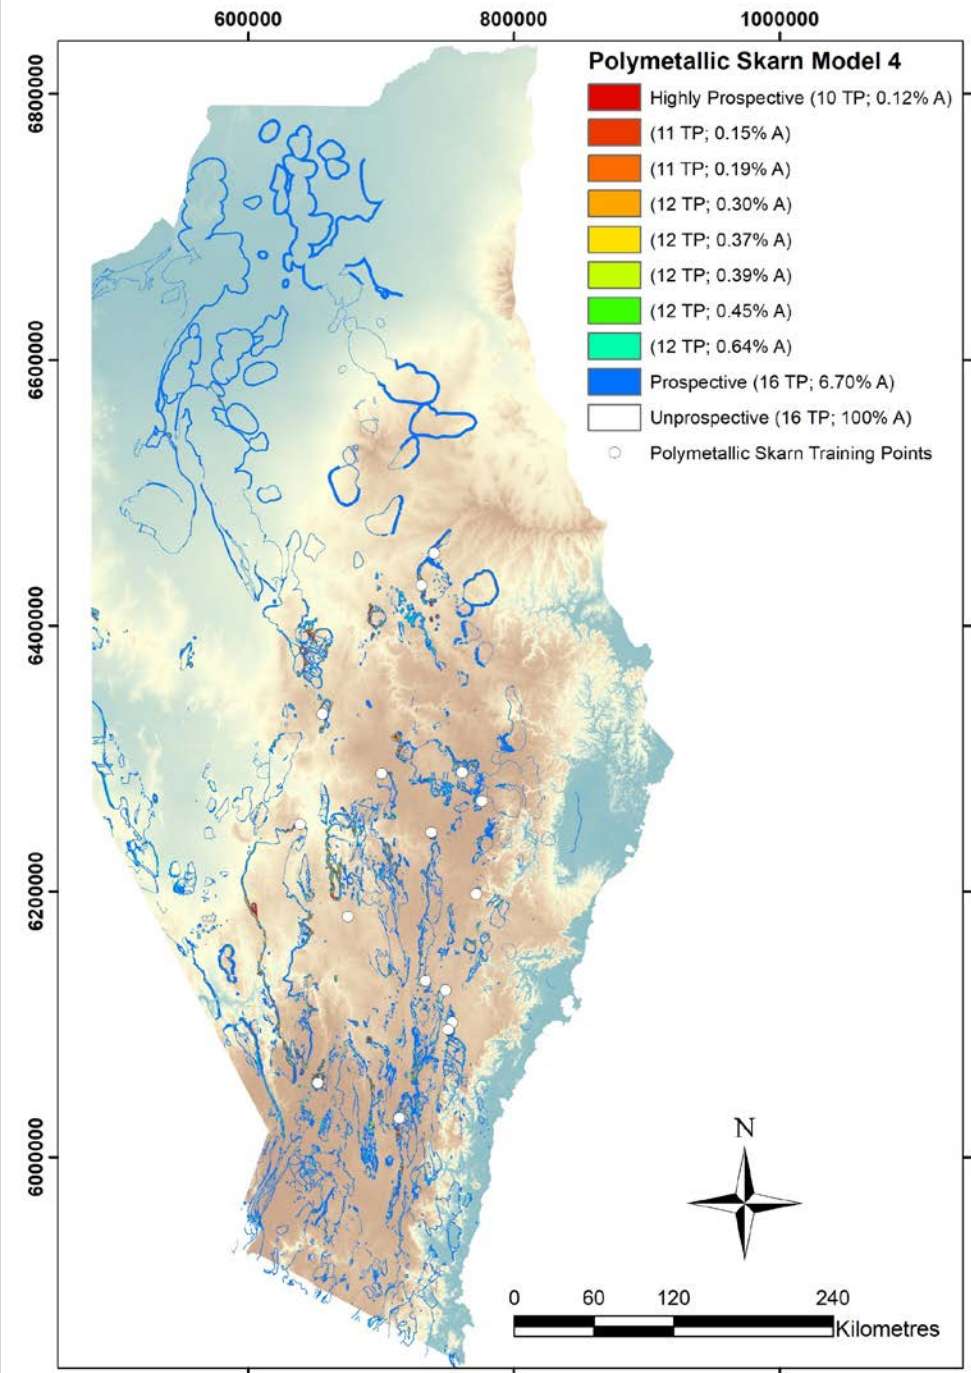 600000 800000 1000000
6800000
6600000
6400000
6200000
6000000
Polymetallic Skarn Model 4
Highly Prospective (10 TP; 0.12% A)
(11 TP; 0.15% A)
(11 TP; 0.19% A)
(12 TP; 0.30% A)
(12 TP; 0.37% A)
(12 TP; 0.39% A)
(12 TP; 0.45% A)
(12 TP; 0.64% A)
Prospective (16 TP; 6.70% A)
Unprospective (16 TP; 100% A)
Polymetallic Skarn Training Points
N
0 60 120 240
Kilometres